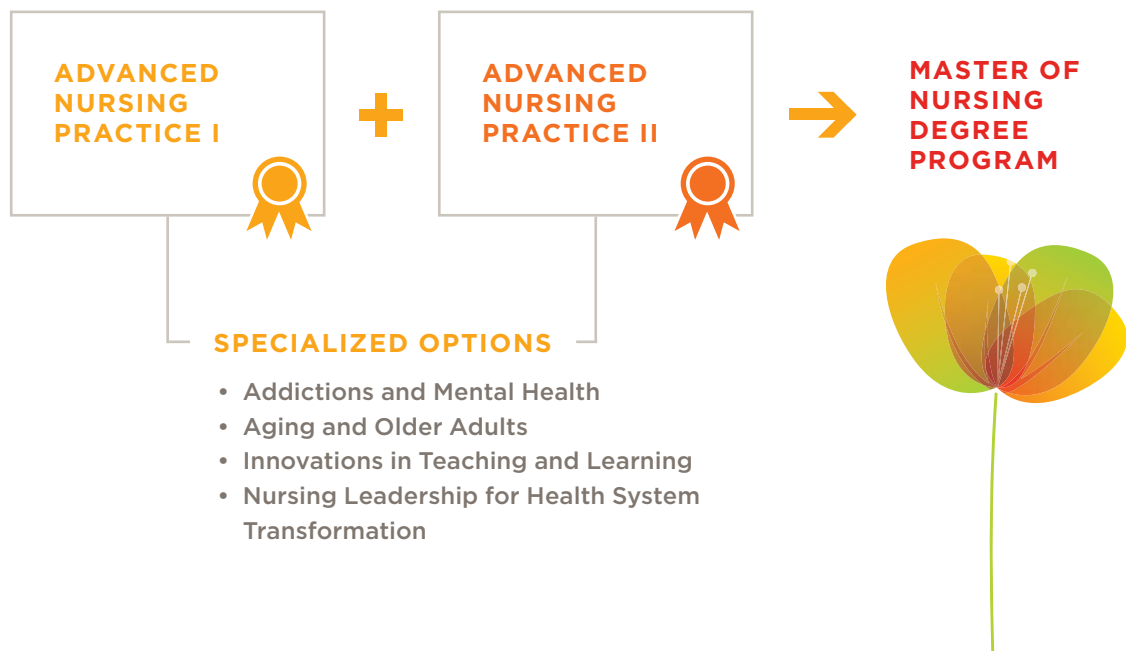 ADVANCED
NURSING
PRACTICE I
ADVANCED
NURSING
PRACTICE II
MASTER OF
NURSING
DEGREE
PROGRAM
SPECIALIZED OPTIONS
• Addictions and Mental Health
• Aging and Older Adults
• Innovations in Teaching and Learning
• Nursing Leadership for Health System
Transformation